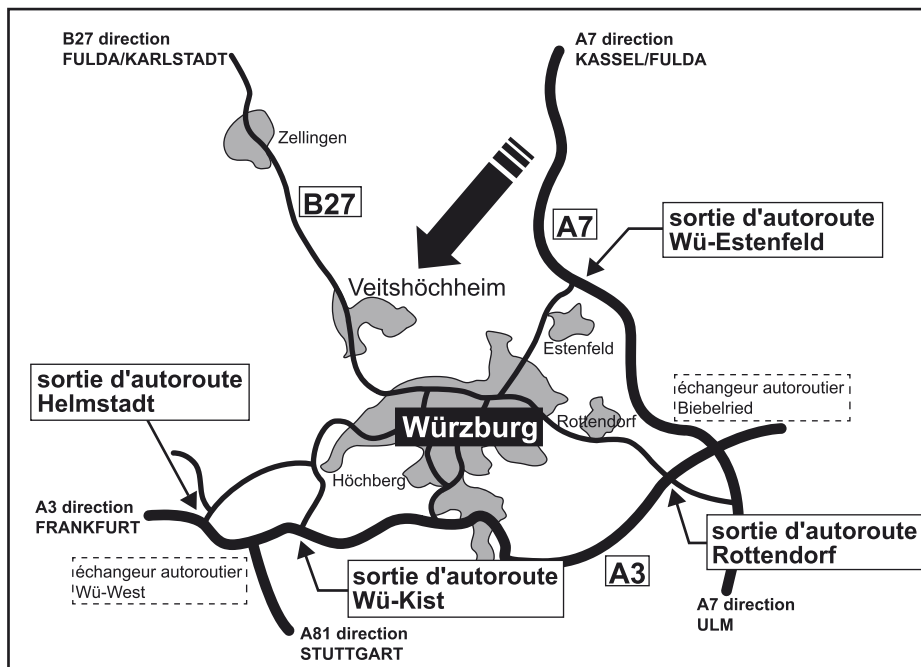 B27 direction
FULDA/KARLSTADT
A7 direction
KASSEL/FULDA
Zellingen
B27
A7
sortie d'autoroute
Wü-Estenfeld
Veitshöchheim
Estenfeld
sortie d'autoroute
Helmstadt
échangeur autoroutier
Biebelried
Rottendorf
Würzburg
Höchberg
A3 direction
FRANKFURT
sortie d'autoroute
Rottendorf
échangeur autoroutier
Wü-West
sortie d'autoroute
Wü-Kist
A3
A7 direction
ULM
A81 direction
STUTTGART